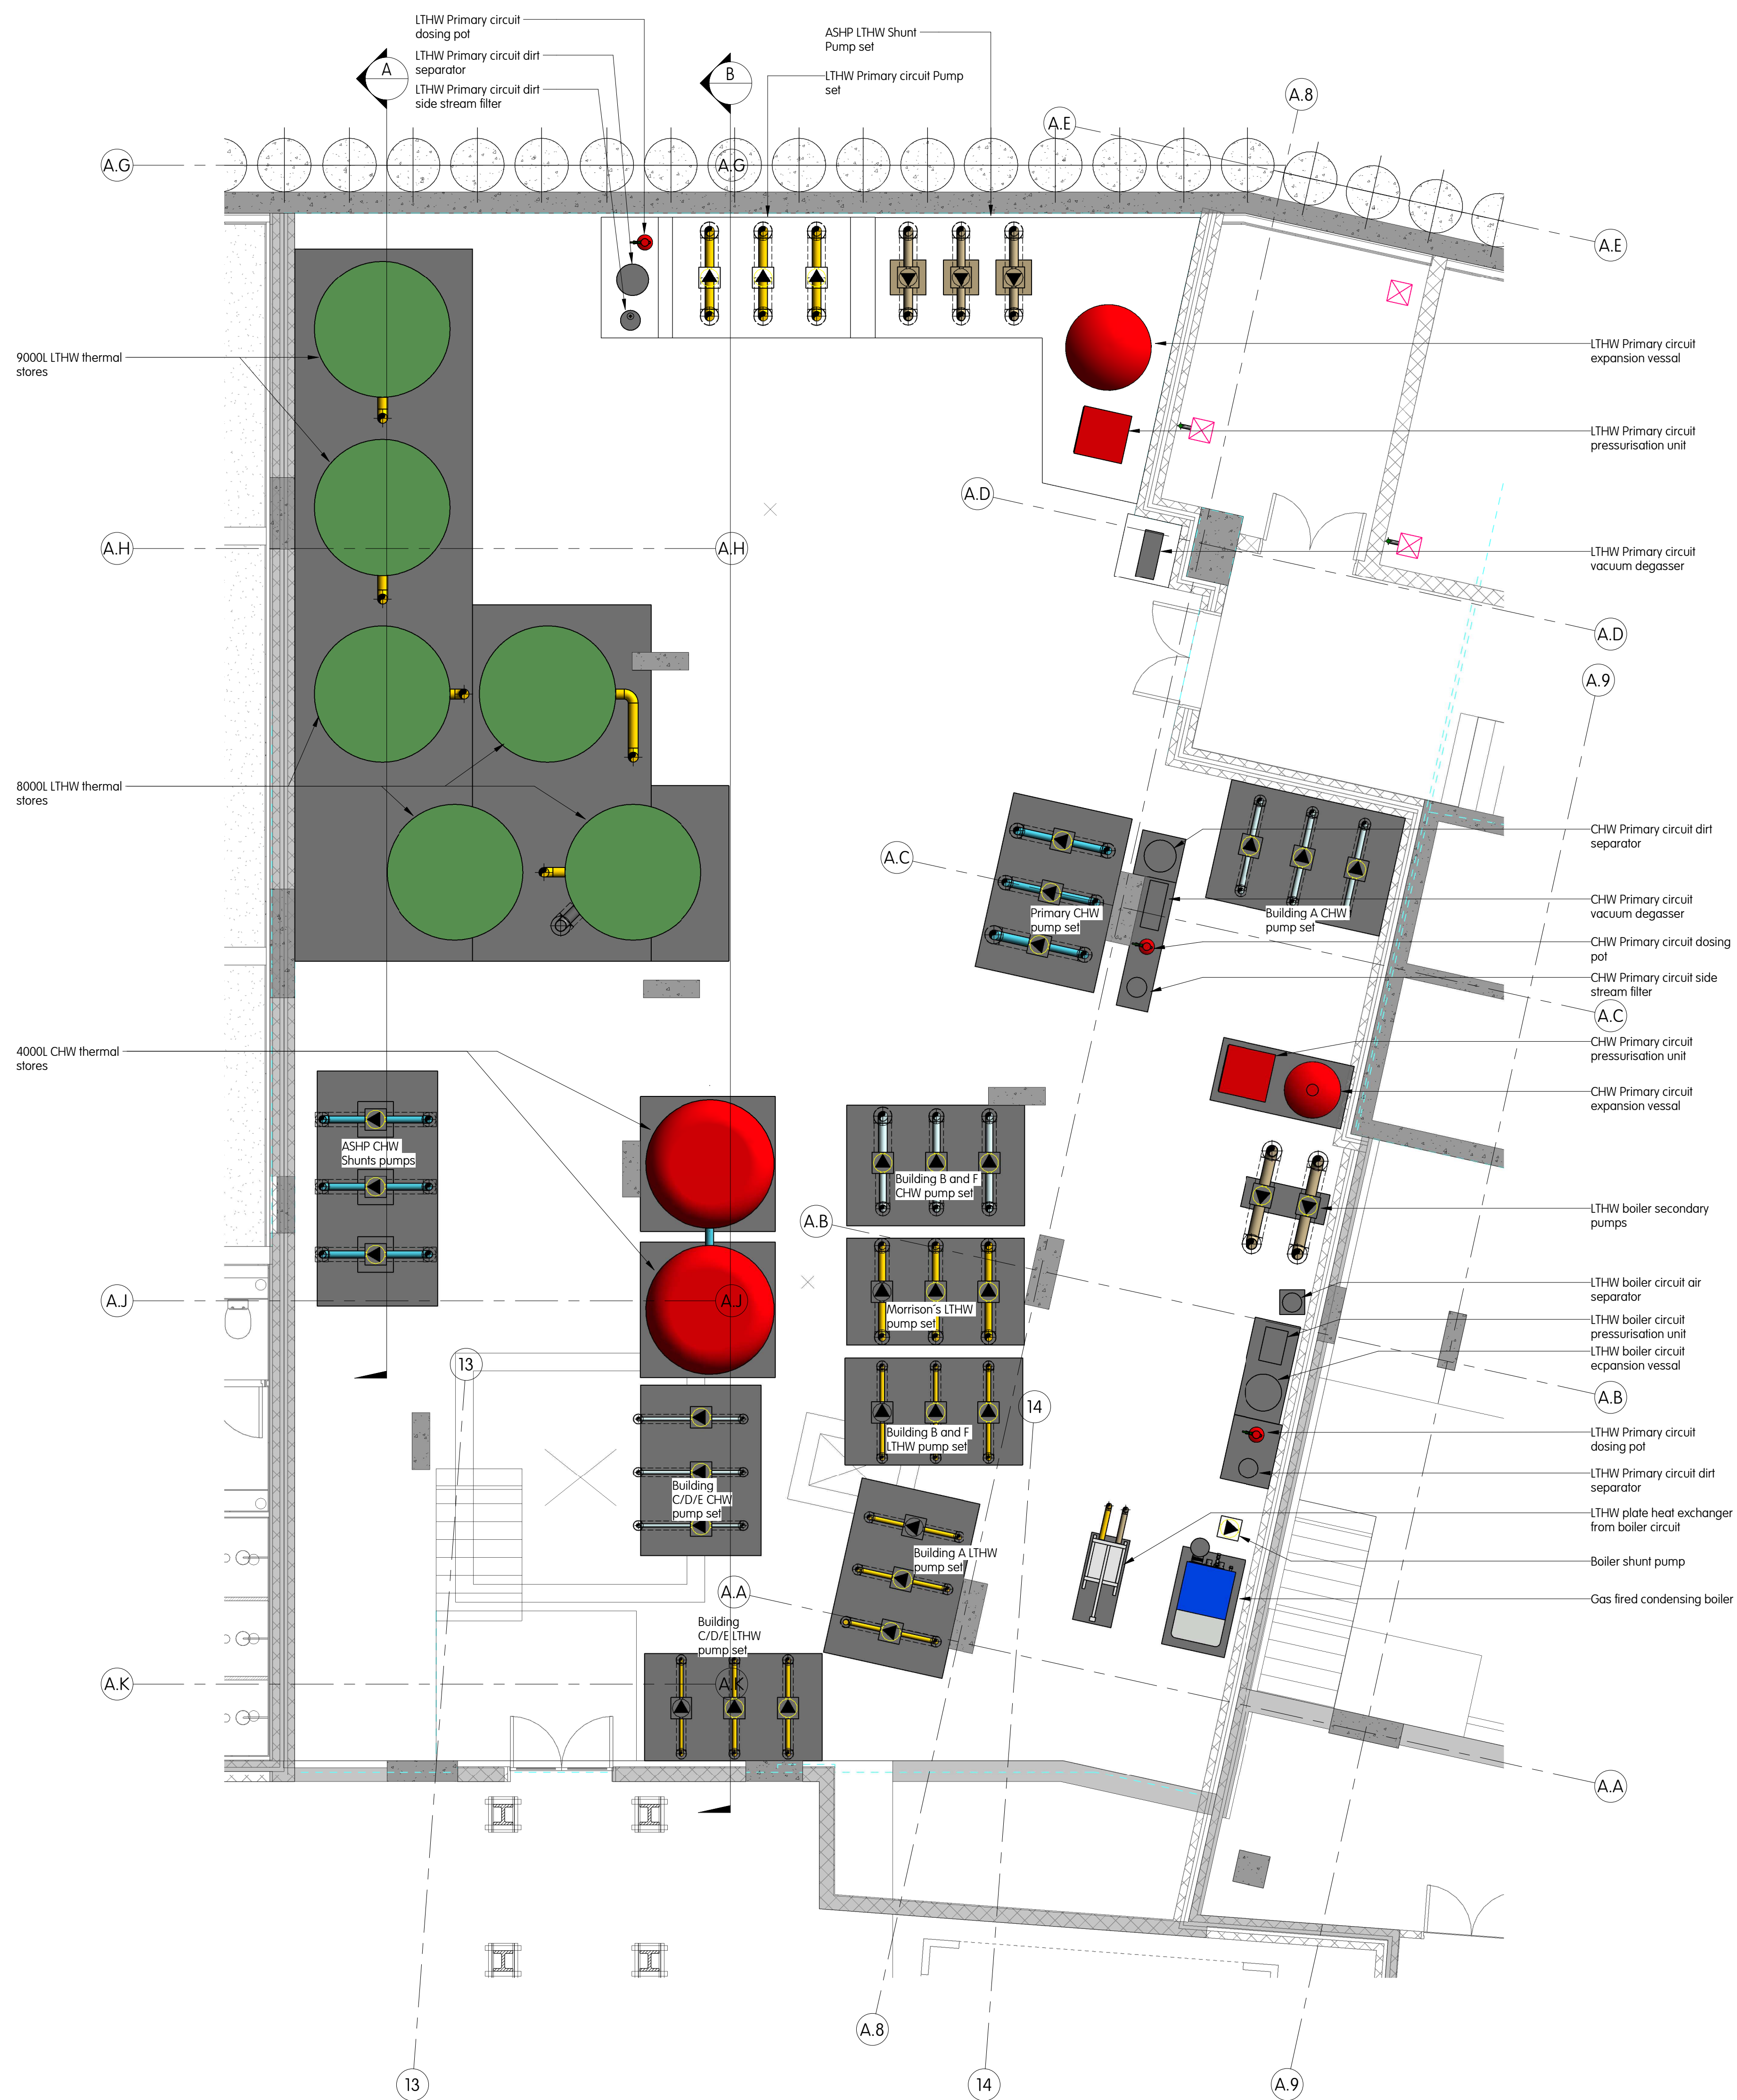 LTHW Primary circuit
dosing pot
LTHW Primary circuit dirt
separator
LTHW Primary circuit dirt
side stream filter
ASHP LTHW Shunt
Pump set
LTHW Primary circuit Pump
set
A
B
A.8
A.E
A.G
A.G
A.E
LTHW Primary circuit
expansion vessal
9000L LTHW thermal
stores
LTHW Primary circuit
pressurisation unit
A.D
A.H
A.H
LTHW Primary circuit
vacuum degasser
A.D
A.9
8000L LTHW thermal
stores
CHW Primary circuit dirt
separator
A.C
Primary CHW
pump set
Building A CHW
pump set
CHW Primary circuit
vacuum degasser
CHW Primary circuit dosing
pot
CHW Primary circuit side
stream filter
A.C
4000L CHW thermal
stores
CHW Primary circuit
pressurisation unit
CHW Primary circuit
expansion vessal
ASHP CHW
Shunts pumps
Building B and F
CHW pump set
A.B
LTHW boiler secondary
pumps
A.J
A.J
Morrison´s LTHW
pump set
LTHW boiler circuit air
separator
LTHW boiler circuit
pressurisation unit
LTHW boiler circuit
ecpansion vessal
13
14
A.B
Building B and F
LTHW pump set
LTHW Primary circuit
dosing pot
LTHW Primary circuit dirt
separator
Building
C/D/E CHW
pump set
LTHW plate heat exchanger
from boiler circuit
Building A LTHW
pump set
Boiler shunt pump
A.A
Gas fired condensing boiler
Building
C/D/E LTHW
pump set
A.K
A.K
A.A
A.8
13
14
A.9